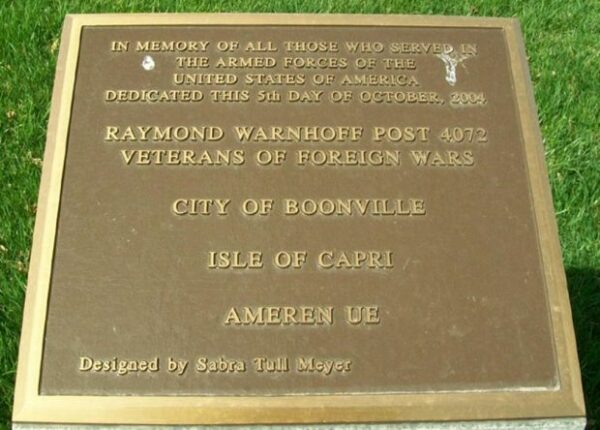 IN MEMORY OF ALL THOSE WHO SERVED IN
THE ARMED FORCES OF THE
UNITED STATES OF AMERICA
DEDICATED THIS 5th DAY OF OCTOBER, 2004
RAYMOND WARNHOFF POST 4072
VETERANS OF FOREIGN WARS
CITY OF BOONVILLE
ISLE OF CAPRI
AMEREN UE
Designed by Sabra Tull Meyer